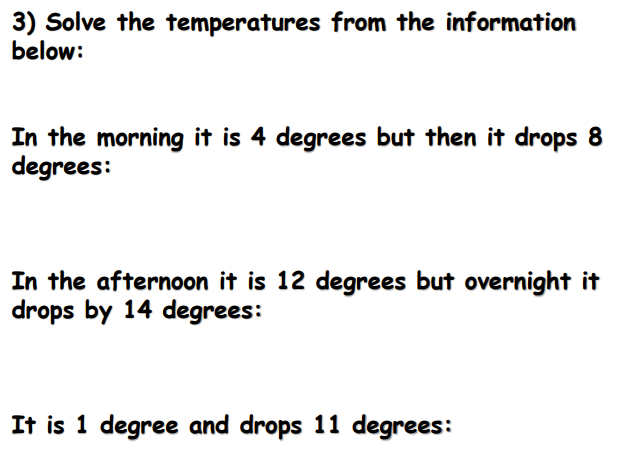 3) Solve the temperatures from the information
below:
In the morning it is 4 degrees but then it drops 8
degrees:
In the afternoon it is 12 degrees but overnight it
drops by 14 degrees:
It is 1 degree and drops 11 degrees: